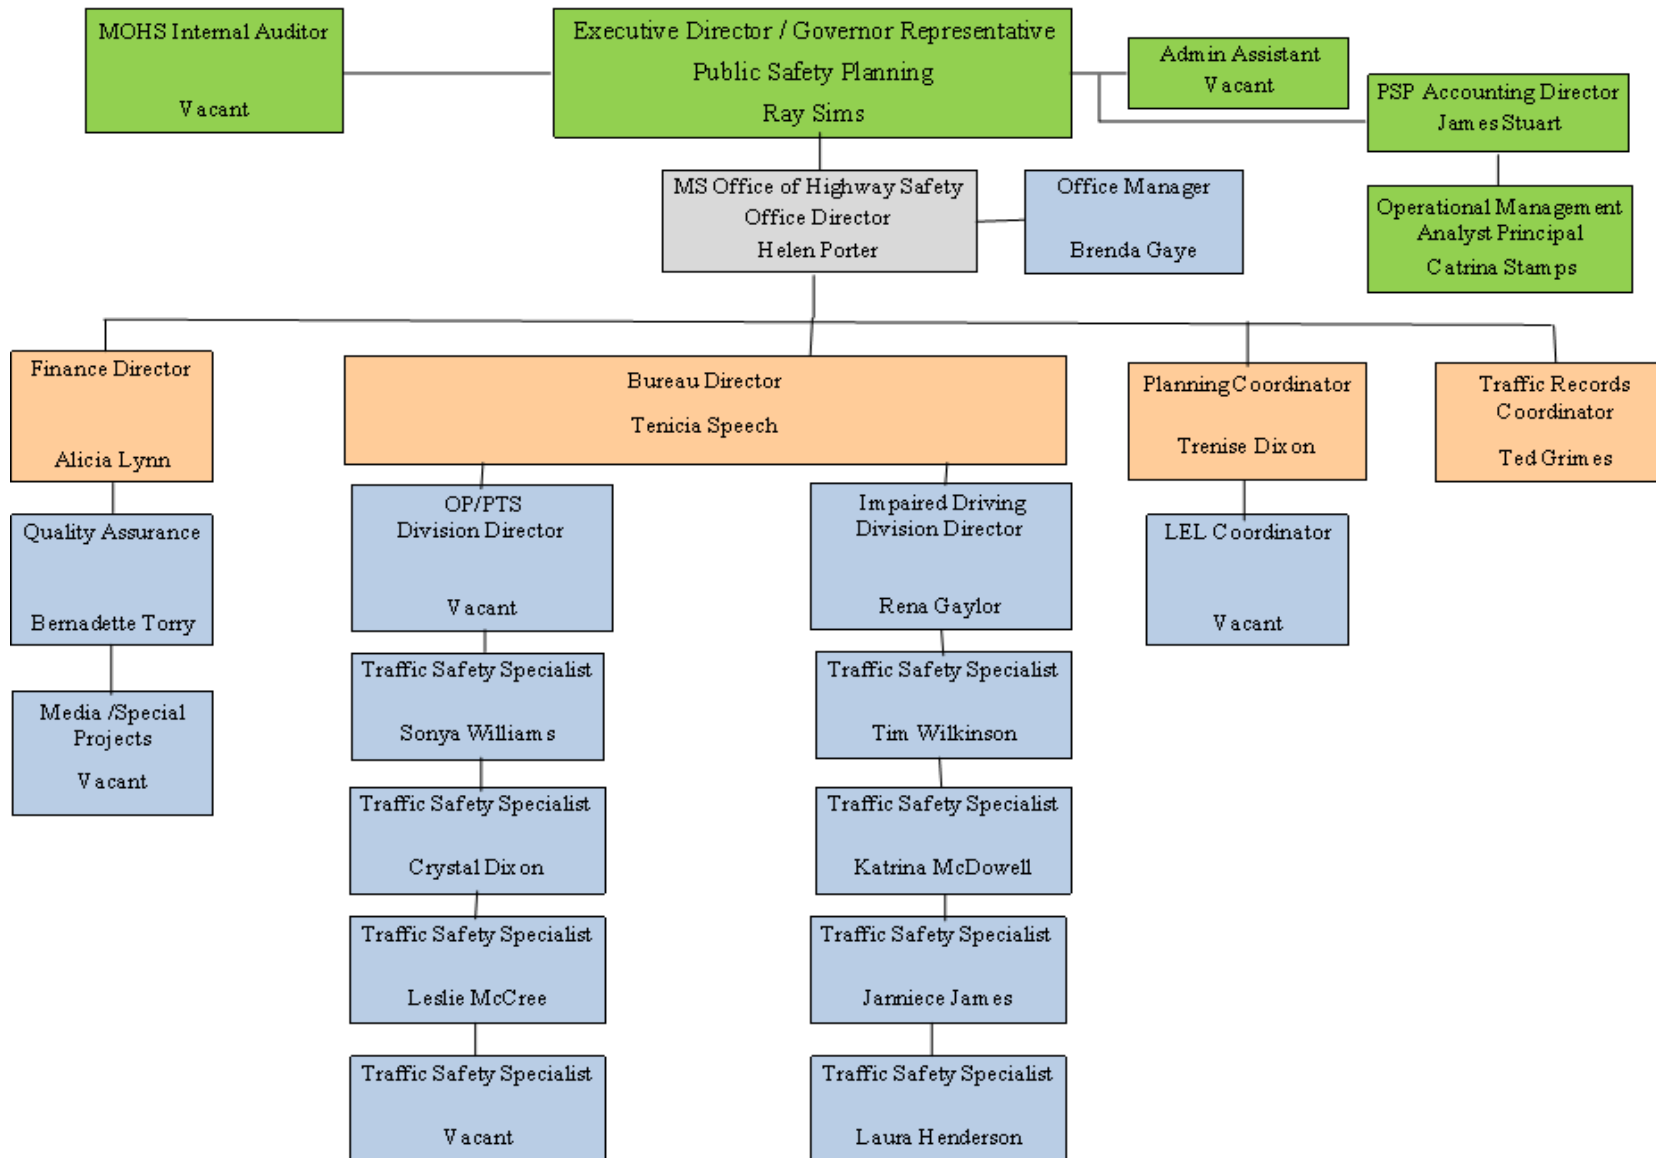 MOHS Internal Auditor
Vacant
Executive Director / Governor Representative
Public Safety Planning
Ray Sims
Admin Assistant
Vacant
PSP Accounting Director
James Stuart
MS Office of Highway Safety
Office Director
Helen Porter
Office Manager
Brenda Gaye
Operational Management
Analyst Principal
Catrina Stamps
Finance Director
Alicia Lynn
Bureau Director
Tenicia Speech
Planning Coordinator
Trenise Dixon
Traffic Records
Coordinator
Ted Grimes
Quality Assurance
Bernadette Torry
OP/PTS
Division Director
Vacant
Impaired Driving
Division Director
Rena Gaylor
LEL Coordinator
Vacant
Media /Special
Projects
Vacant
Traffic Safety Specialist
Sonya Williams
Traffic Safety Specialist
Tim Wilkinson
Traffic Safety Specialist
Crystal Dixon
Traffic Safety Specialist
Katrina McDowell
Traffic Safety Specialist
Leslie McCree
Traffic Safety Specialist
Janniece James
Traffic Safety Specialist
Vacant
Traffic Safety Specialist
Laura Henderson